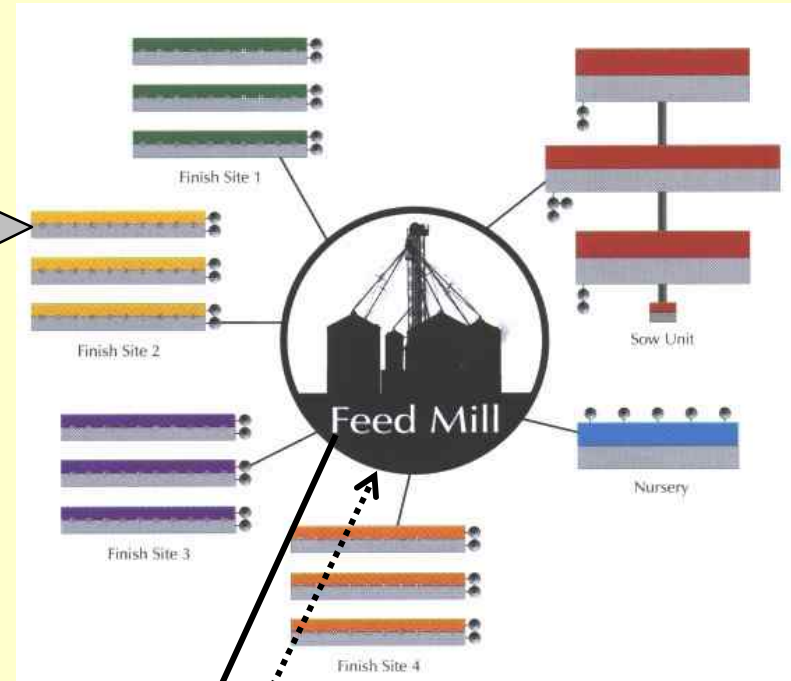 Finish Site 1
Finish Site 2
Sow Unit
Feed Mill
Nursery
Finish Site 3
Finish Site 4